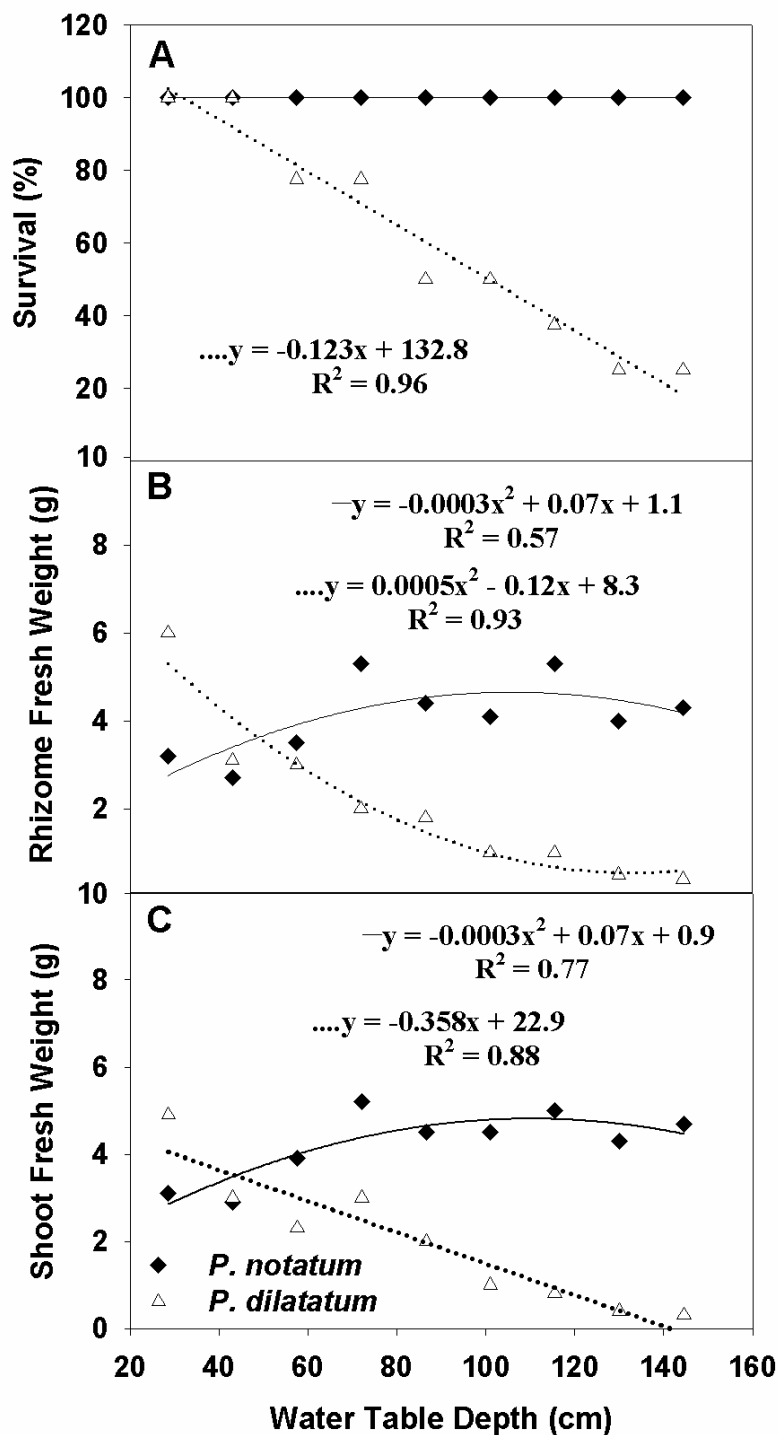 120
A
100
80
60
40
20
Survival (%)
....y = -0.123x + 132.8
R² = 0.96
10
B
8
6
4
2
Rhizome Fresh Weight (g)
—y = -0.0003x² + 0.07x + 1.1
R² = 0.57
....y = 0.0005x² - 0.12x + 8.3
R² = 0.93
10
C
8
6
4
2
0
Shoot Fresh Weight (g)
—y = -0.0003x² + 0.07x + 0.9
R² = 0.77
....y = -0.358x + 22.9
R² = 0.88
P. notatum
P. dilatatum
20 40 60 80 100 120 140 160
Water Table Depth (cm)